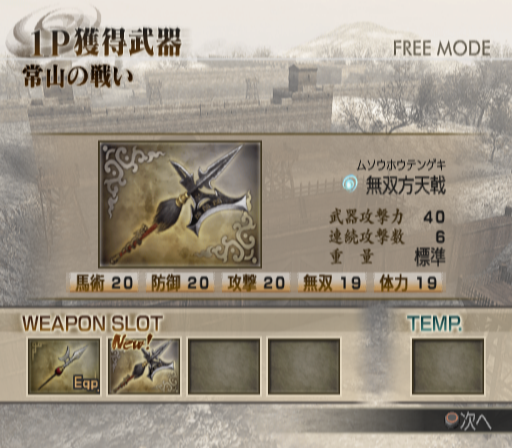 1P獲得武器
FREE MODE
常山の戦い
ムソウホウテンゲキ
無双方天戟
武器攻撃力 40
連続攻撃数 6
重量 標準
馬術 20 防御 20 攻撃 20 無双 19 体力 19
WEAPON SLOT
TEMP.
New!
Eqp
次へ